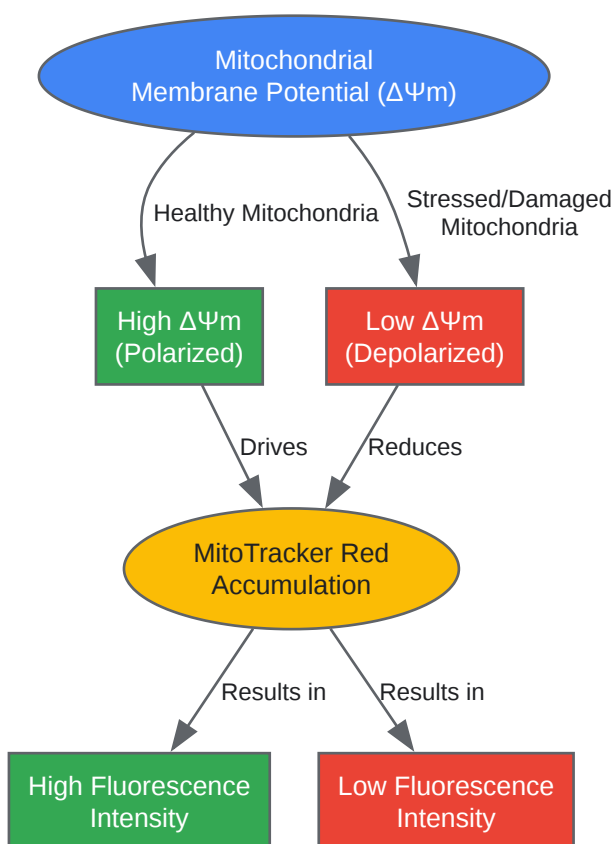 Mitochondrial
Membrane Potential (ΔΨm)
Healthy Mitochondria
Stressed/Damaged
Mitochondria
High ΔΨm
(Polarized)
Low ΔΨm
(Depolarized)
Drives
Reduces
MitoTracker Red
Accumulation
Results in
Results in
High Fluorescence
Intensity
Low Fluorescence
Intensity